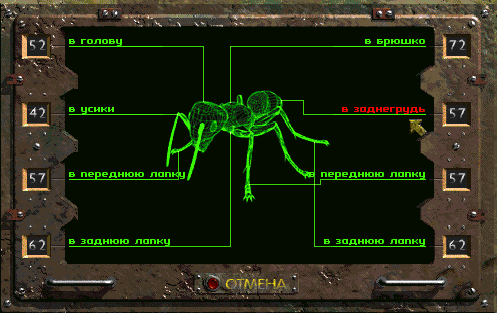 52 в голову в брюшко 72
42 в усики в заднегрудь 57
57 в переднюю лапку в переднюю лапку 57
62 в заднюю лапку в заднюю лапку 62
ОТМЕНА